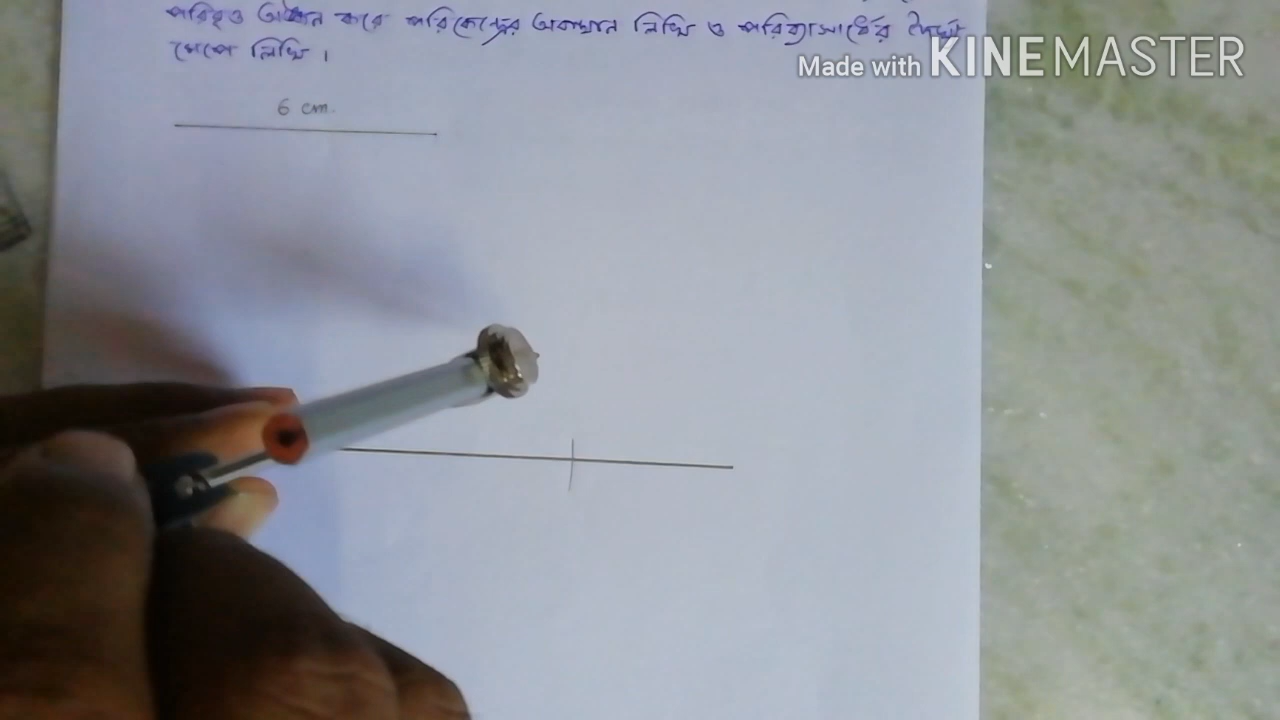 পরিবৃত্ত অঙ্কন করে পরিকেন্দ্রের অবস্থান লিখি ও পরিব্যাসার্ধের দৈর্ঘ্য
মেপে লিখি।
Made with KINEMASTER
6 cm.